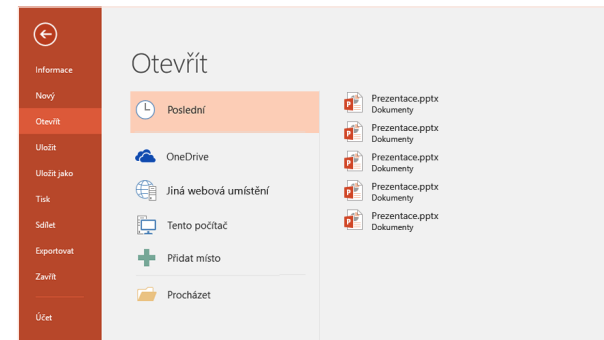 Otevřít
Informace
Nový
Otevřít
Uložit
Uložit jako
Tisk
Sdílet
Exportovat
Zavřít
Účet
Poslední
OneDrive
Jiná webová umístění
Tento počítač
Přidat místo
Procházet
Prezentace.pptx
Dokumenty
Prezentace.pptx
Dokumenty
Prezentace.pptx
Dokumenty
Prezentace.pptx
Dokumenty
Prezentace.pptx
Dokumenty